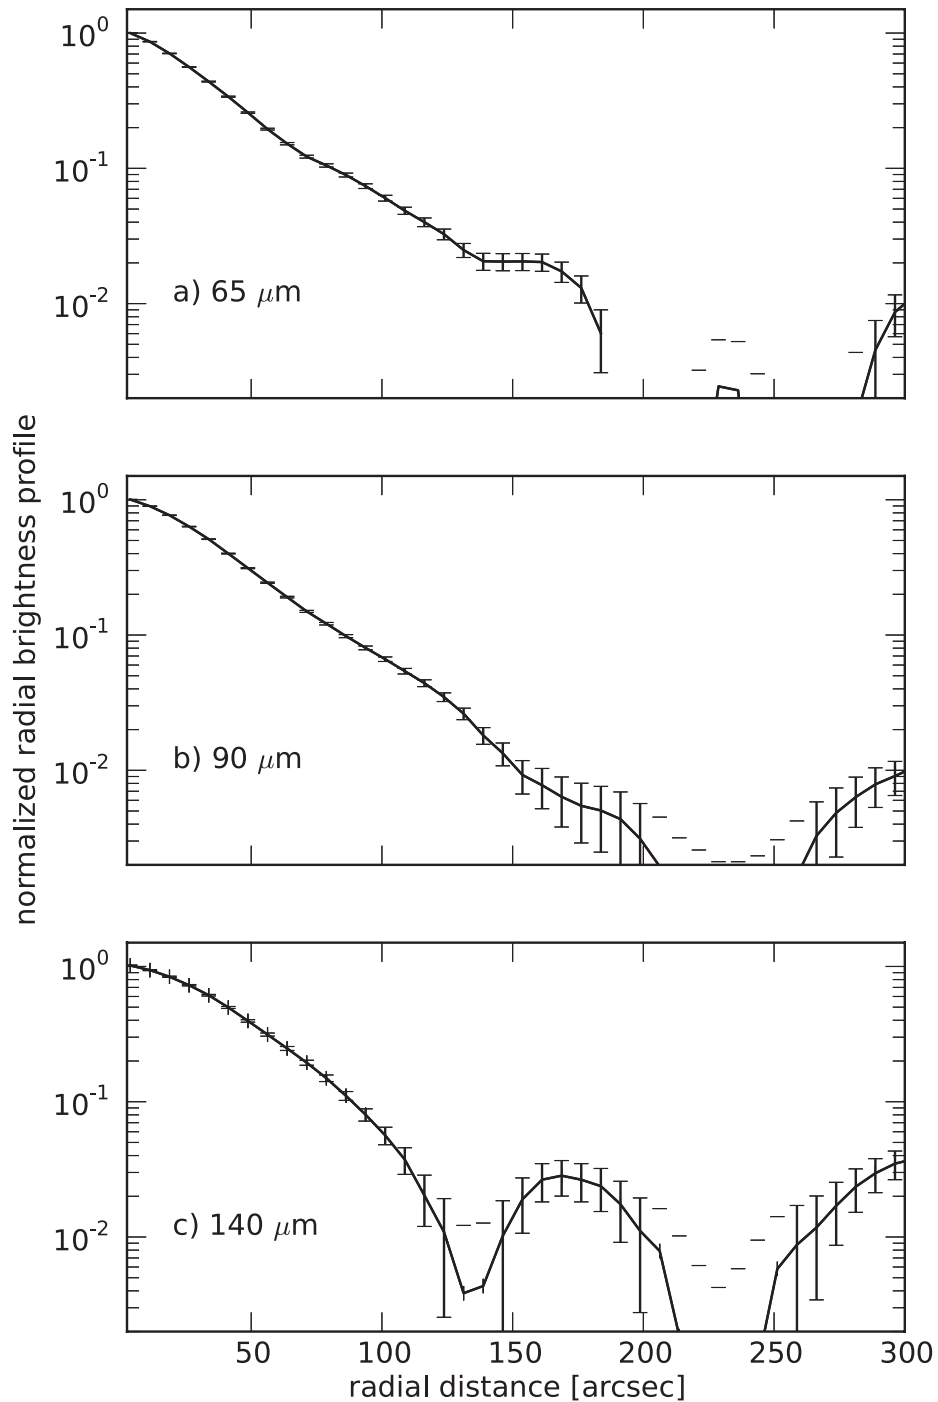 normalized radial brightness profile
10^0
10^-1
10^-2
a) 65 μm
10^0
10^-1
10^-2
b) 90 μm
10^0
10^-1
10^-2
c) 140 μm
50 100 150 200 250 300
radial distance [arcsec]